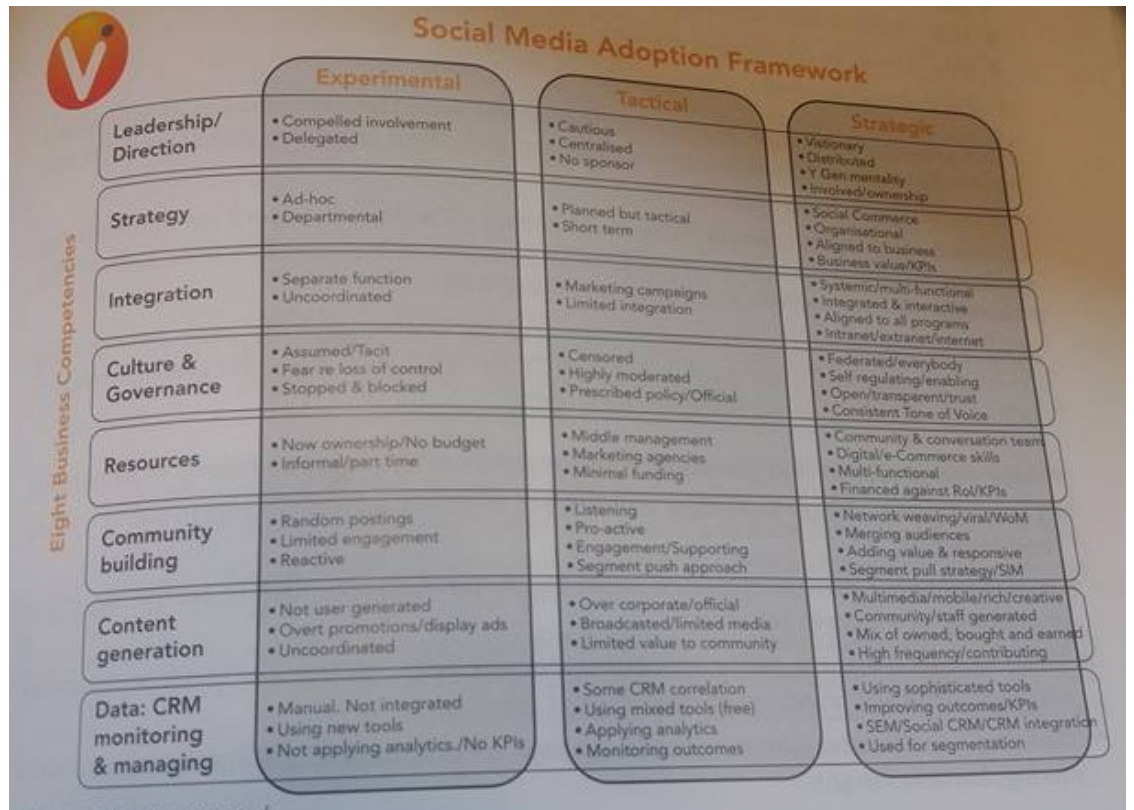 V
Social Media Adoption Framework
Experimental
Tactical
Strategic
Eight Business Competencies
Leadership/
Direction
• Compelled involvement
• Delegated
• Cautious
• Centralised
• No sponsor
• Visionary
• Distributed
• Y Gen mentality
• Involved/ownership
Strategy
• Ad-hoc
• Departmental
• Planned but tactical
• Short term
• Social Commerce
• Organisational
• Aligned to business
• Business value/KPIs
Integration
• Separate function
• Uncoordinated
• Marketing campaigns
• Limited integration
• Systemic/multi-functional
• Integrated & interactive
• Aligned to all programs
• Intranet/extranet/internet
Culture &
Governance
• Assumed/Tacit
• Fear re loss of control
• Stopped & blocked
• Censored
• Highly moderated
• Prescribed policy/Official
• Federated/everybody
• Self regulating/enabling
• Open/transparent/trust
• Consistent Tone of Voice
Resources
• Now ownership/No budget
• Informal/part time
• Middle management
• Marketing agencies
• Minimal funding
• Community & conversation team
• Digital/e-Commerce skills
• Multi-functional
• Financed against RoI/KPIs
Community
building
• Random postings
• Limited engagement
• Reactive
• Listening
• Pro-active
• Engagement/Supporting
• Segment push approach
• Network weaving/viral/WoM
• Merging audiences
• Adding value & responsive
• Segment pull strategy/SIM
Content
generation
• Not user generated
• Overt promotions/display ads
• Uncoordinated
• Over corporate/official
• Broadcasted/limited media
• Limited value to community
• Multimedia/mobile/rich/creative
• Community/staff generated
• Mix of owned, bought and earned
• High frequency/contributing
Data: CRM
monitoring
& managing
• Manual. Not integrated
• Using new tools
• Not applying analytics./No KPIs
• Some CRM correlation
• Using mixed tools (free)
• Applying analytics
• Monitoring outcomes
• Using sophisticated tools
• Improving outcomes/KPIs
• SEM/Social CRM/CRM integration
• Used for segmentation